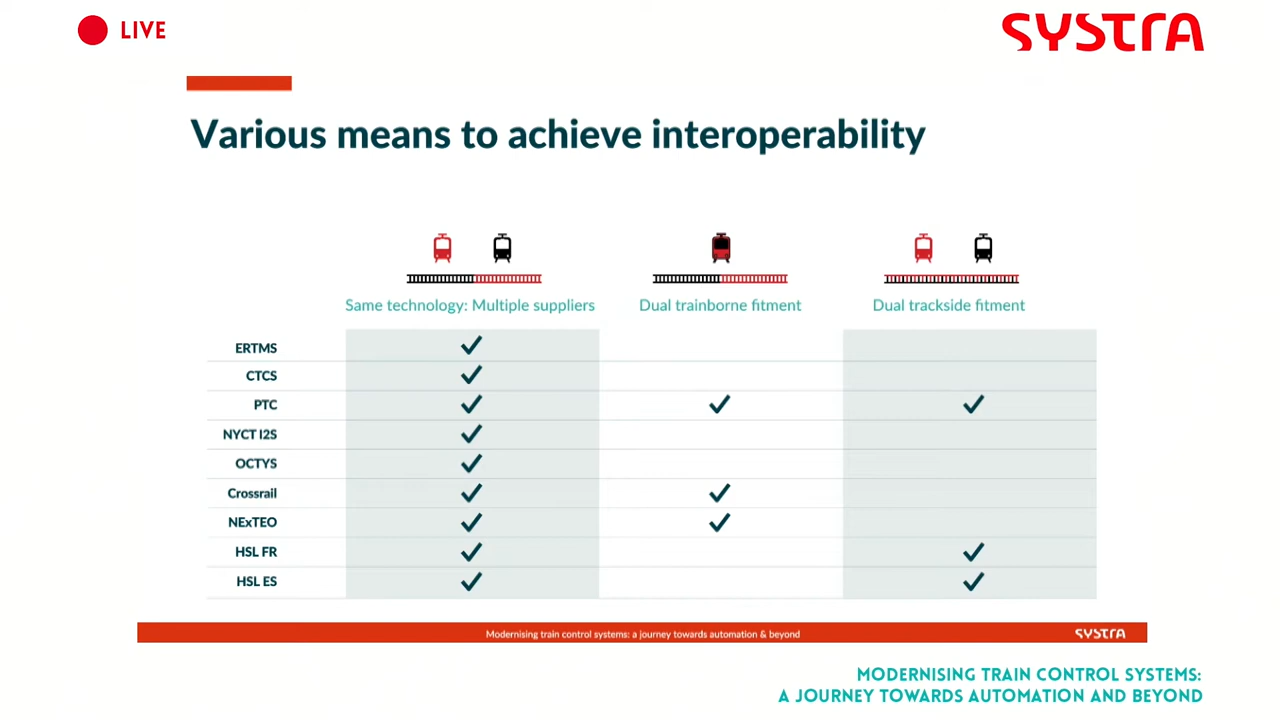 LIVE
SYSTRA
Various means to achieve interoperability
Same technology: Multiple suppliers
Dual trainborne fitment
Dual trackside fitment
ERTMS
CTCS
PTC
NYCT I2S
OCTYS
Crossrail
NExTEO
HSL FR
HSL ES
Modernising train control systems: a journey towards automation & beyond
SYSTRA
MODERNISING TRAIN CONTROL SYSTEMS:
A JOURNEY TOWARDS AUTOMATION AND BEYOND